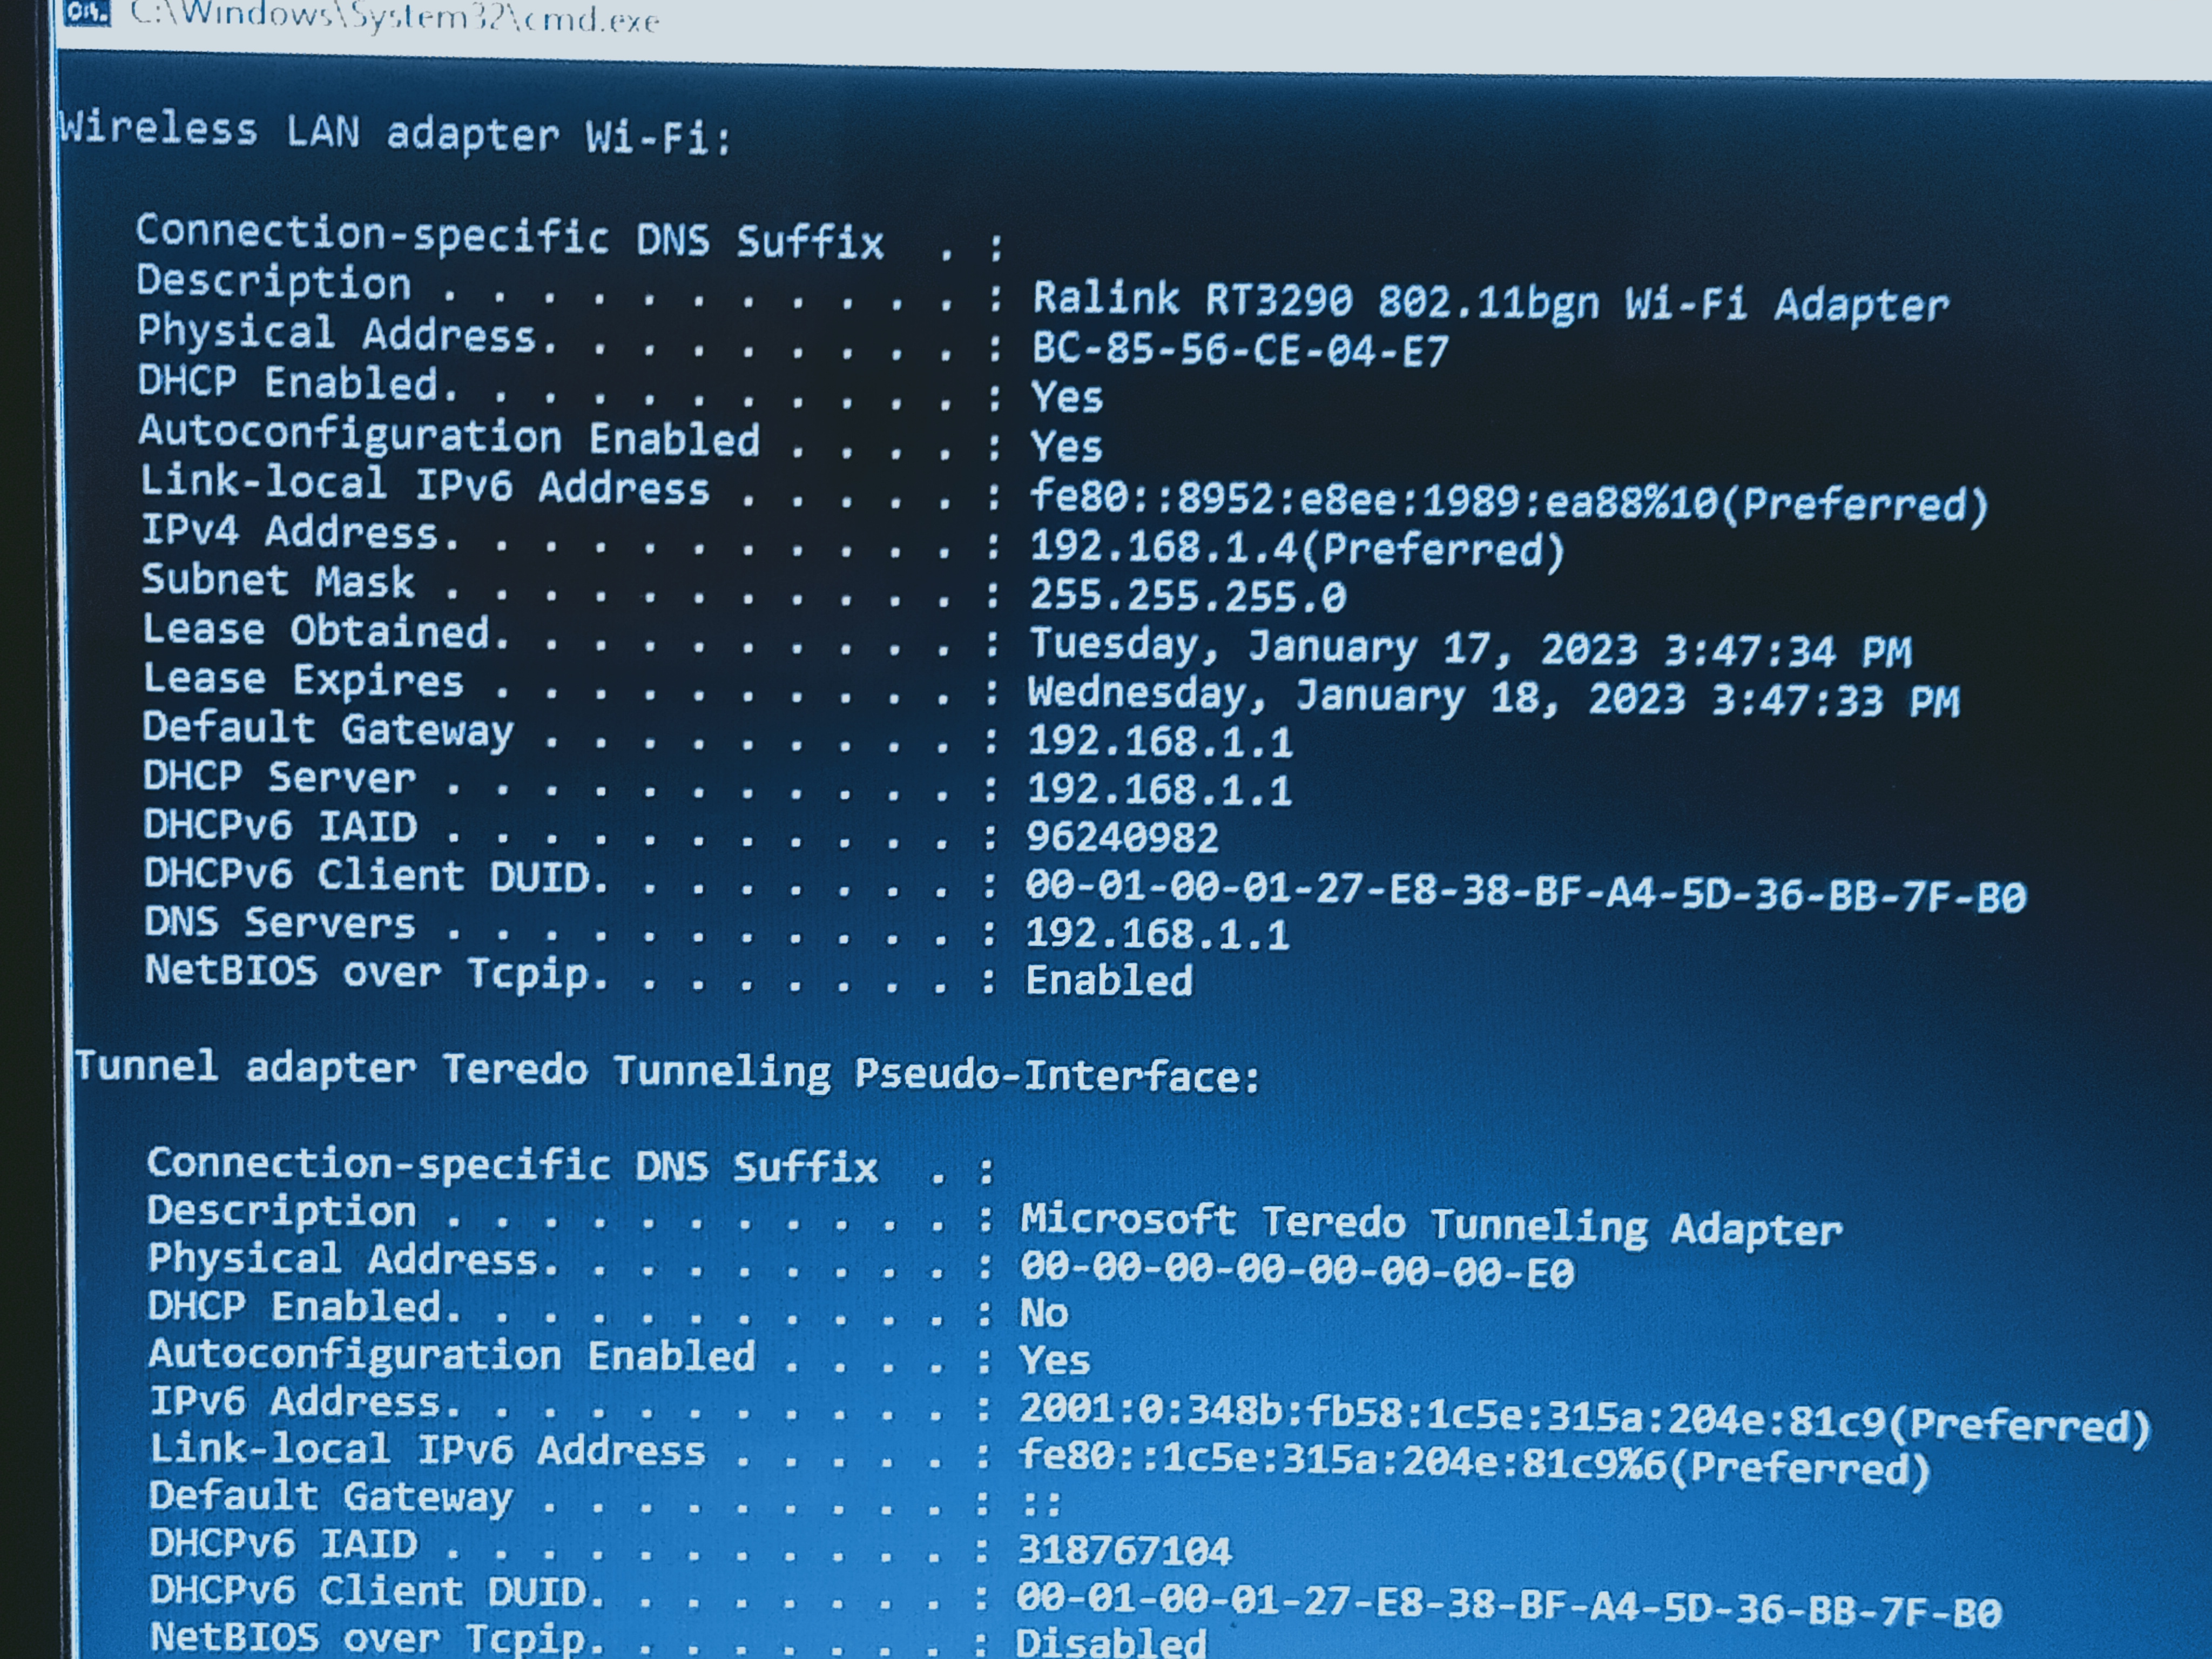 C:\Windows\System32\cmd.exe
Wireless LAN adapter Wi-Fi:
Connection-specific DNS Suffix . :
Description . . . . . . . . . . . : Ralink RT3290 802.11bgn Wi-Fi Adapter
Physical Address. . . . . . . . . : BC-85-56-CE-04-E7
DHCP Enabled. . . . . . . . . . . : Yes
Autoconfiguration Enabled . . . . : Yes
Link-local IPv6 Address . . . . . : fe80::8952:e8ee:1989:ea88%10(Preferred)
IPv4 Address. . . . . . . . . . . : 192.168.1.4(Preferred)
Subnet Mask . . . . . . . . . . . : 255.255.255.0
Lease Obtained. . . . . . . . . . : Tuesday, January 17, 2023 3:47:34 PM
Lease Expires . . . . . . . . . . : Wednesday, January 18, 2023 3:47:33 PM
Default Gateway . . . . . . . . . : 192.168.1.1
DHCP Server . . . . . . . . . . . : 192.168.1.1
DHCPv6 IAID . . . . . . . . . . . : 96240982
DHCPv6 Client DUID. . . . . . . . : 00-01-00-01-27-E8-38-BF-A4-5D-36-BB-7F-B0
DNS Servers . . . . . . . . . . . : 192.168.1.1
NetBIOS over Tcpip. . . . . . . . : Enabled
Tunnel adapter Teredo Tunneling Pseudo-Interface:
Connection-specific DNS Suffix . :
Description . . . . . . . . . . . : Microsoft Teredo Tunneling Adapter
Physical Address. . . . . . . . . : 00-00-00-00-00-00-00-E0
DHCP Enabled. . . . . . . . . . . : No
Autoconfiguration Enabled . . . . : Yes
IPv6 Address. . . . . . . . . . . : 2001:0:348b:fb58:1c5e:315a:204e:81c9(Preferred)
Link-local IPv6 Address . . . . . : fe80::1c5e:315a:204e:81c9%6(Preferred)
Default Gateway . . . . . . . . . : ::
DHCPv6 IAID . . . . . . . . . . . : 318767104
DHCPv6 Client DUID. . . . . . . . : 00-01-00-01-27-E8-38-BF-A4-5D-36-BB-7F-B0
NetBIOS over Tcpip. . . . . . . . : Disabled